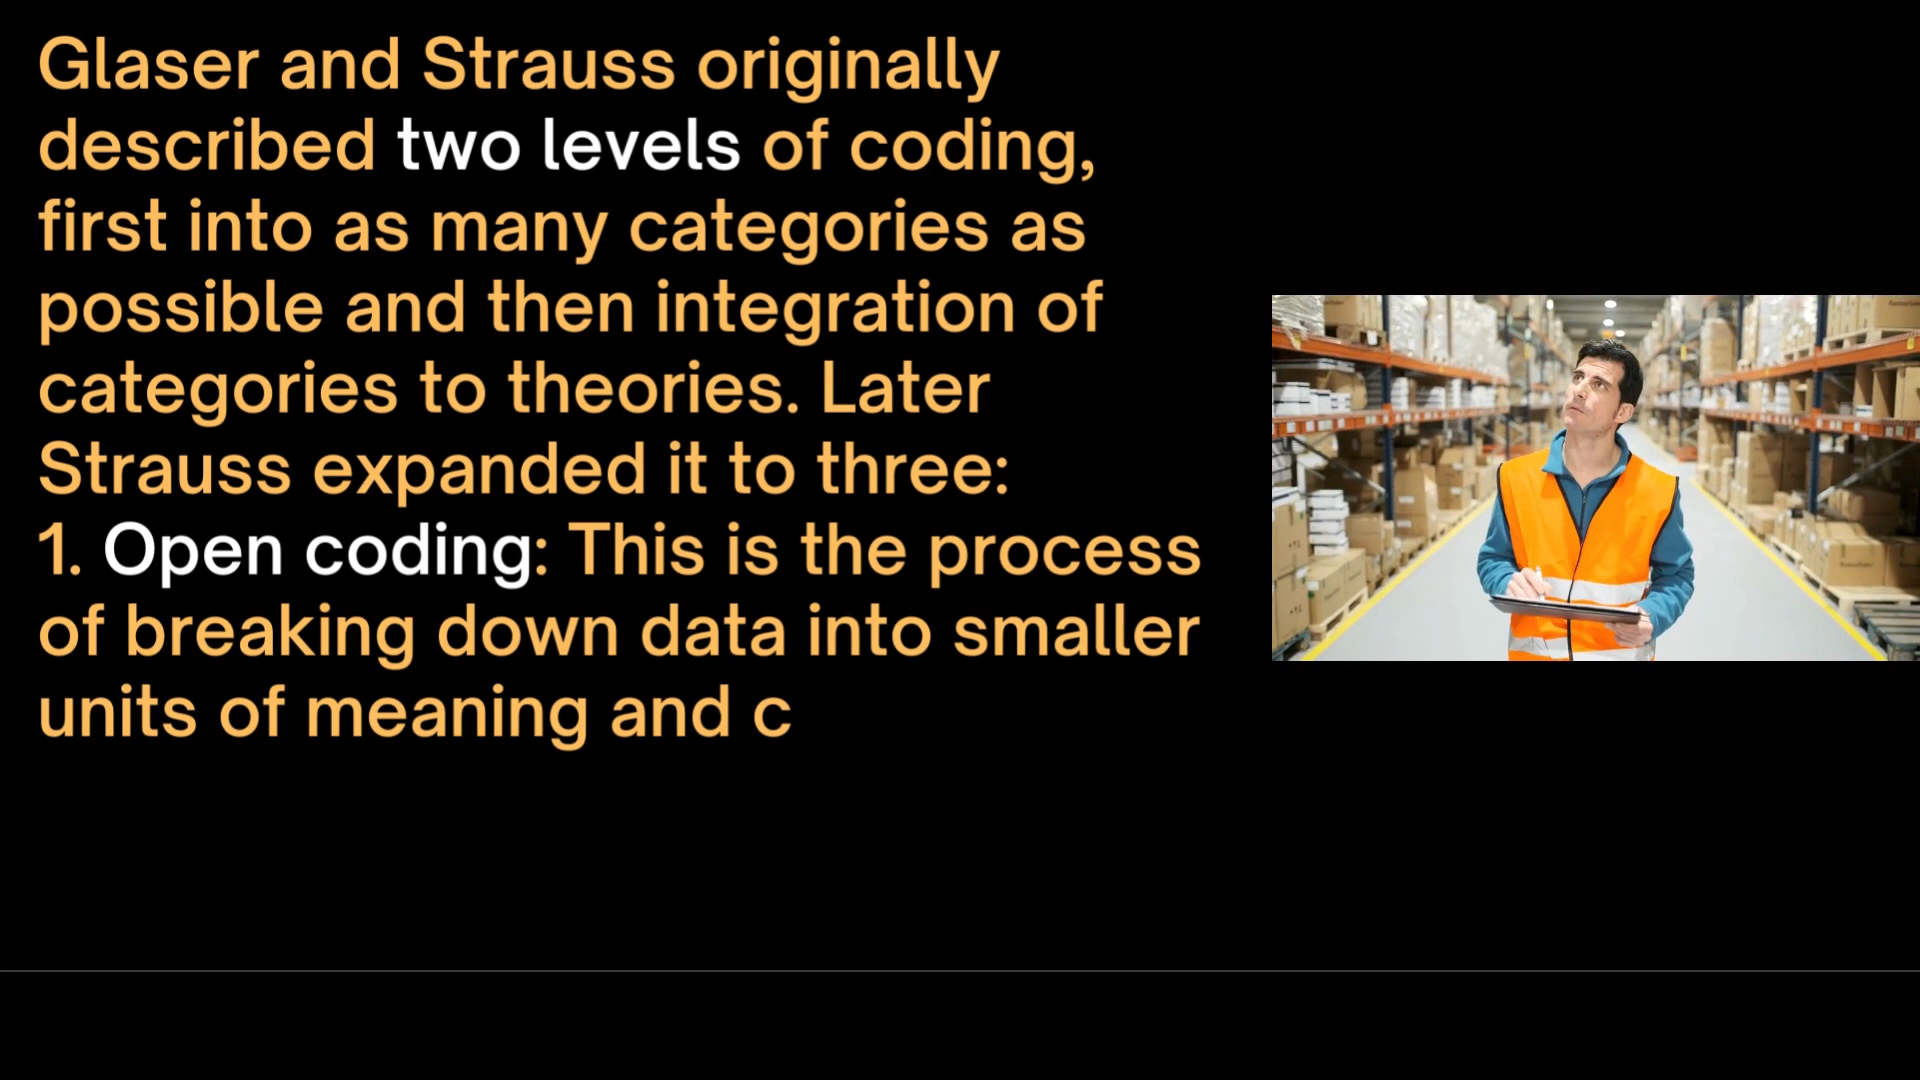 Glaser and Strauss originally
described two levels of coding,
first into as many categories as
possible and then integration of
categories to theories. Later
Strauss expanded it to three:
1. Open coding: This is the process
of breaking down data into smaller
units of meaning and c